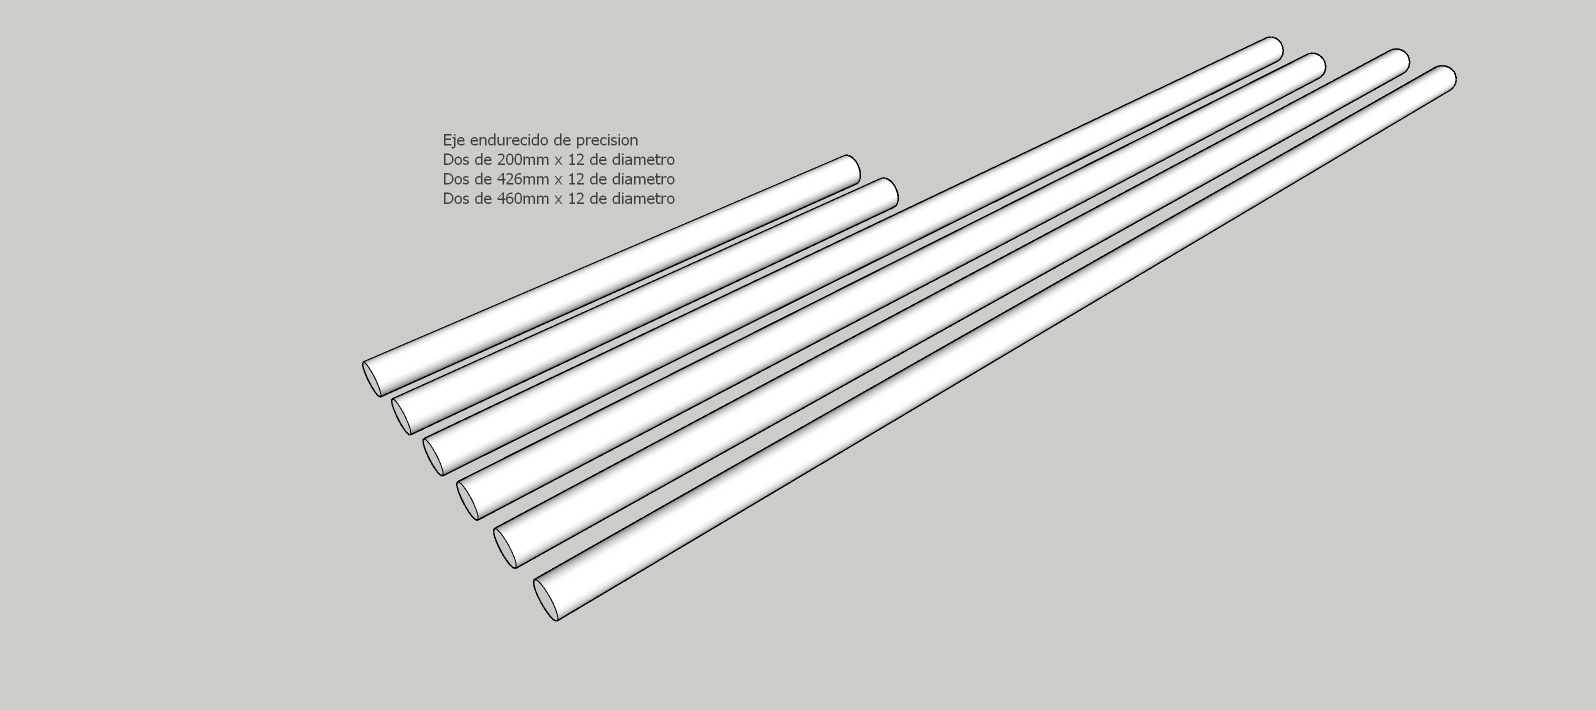 Eje endurecido de precision
Dos de 200mm x 12 de diametro
Dos de 426mm x 12 de diametro
Dos de 460mm x 12 de diametro